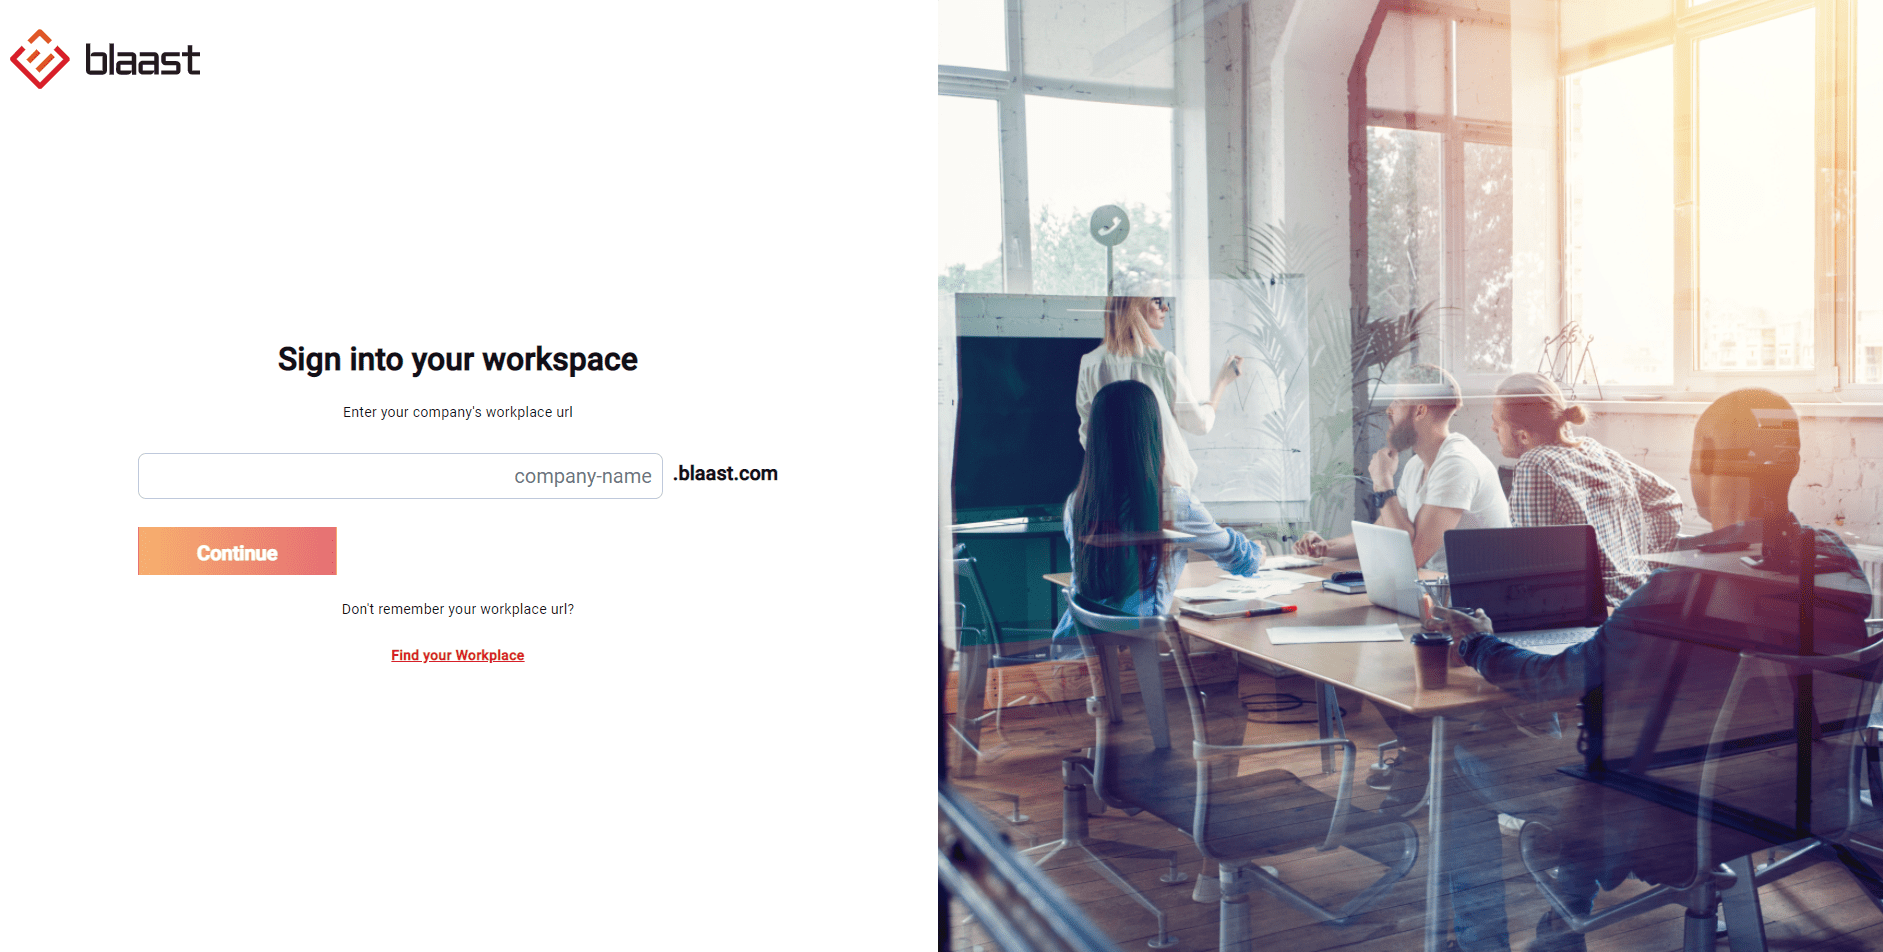 blaast
Sign into your workspace
Enter your company's workplace url
company-name .blaast.com
Continue
Don't remember your workplace url?
Find your Workplace